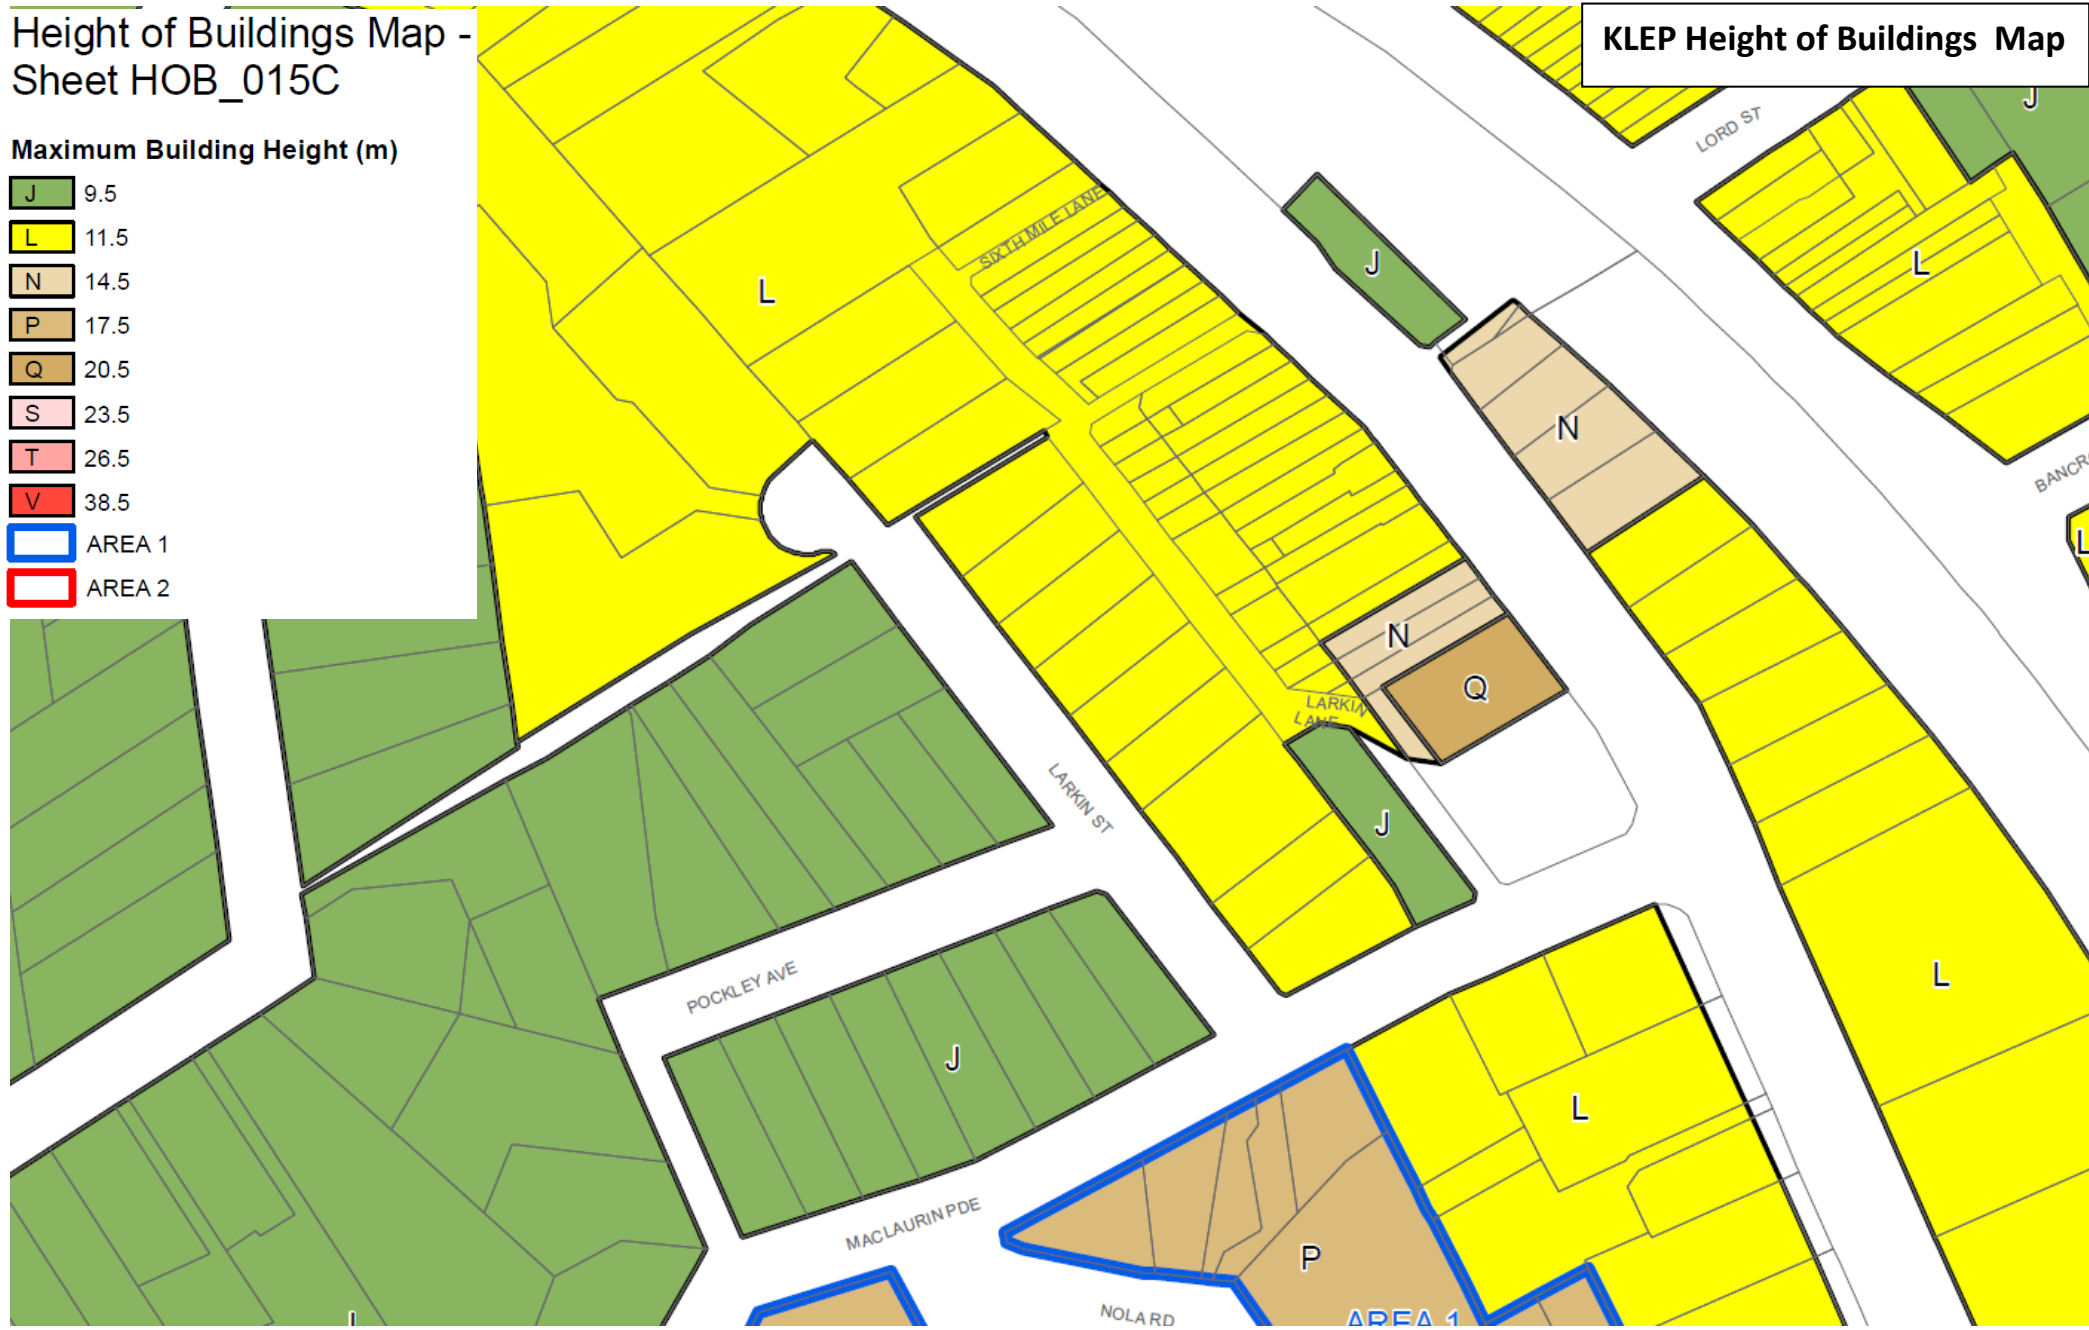 Height of Buildings Map -
Sheet HOB_015C
Maximum Building Height (m)
J 9.5
L 11.5
N 14.5
P 17.5
Q 20.5
S 23.5
T 26.5
V 38.5
AREA 1
AREA 2
KLEP Height of Buildings Map
J
LORD ST
SIXTH MILE LANE
J
L
L
N
BANCR
L
N
Q
LARKIN
LANE
LARKIN ST
J
L
POCKLEY AVE
J
L
MACLAURIN PDE
P
NOLA RD
AREA 1